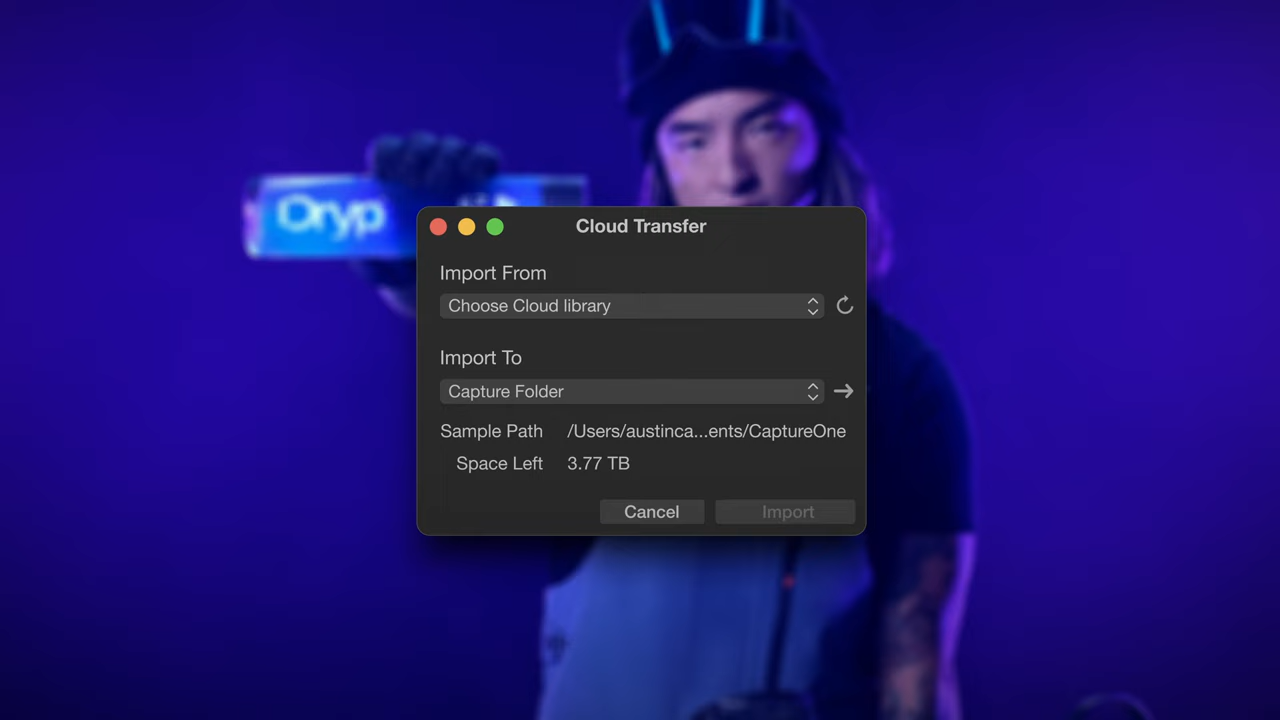 Oryp
Cloud Transfer
Import From
Choose Cloud library
Import To
Capture Folder
Sample Path /Users/austinca...ents/CaptureOne
Space Left 3.77 TB
Cancel Import